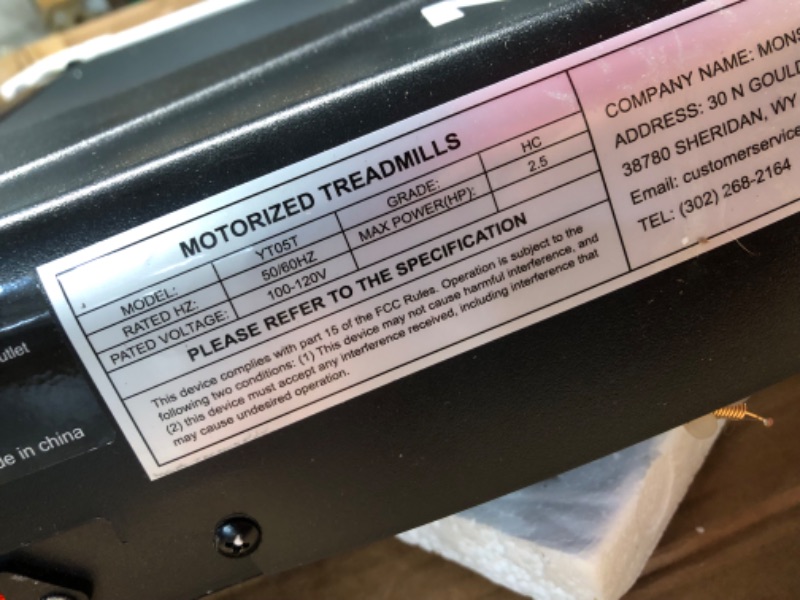 MOTORIZED TREADMILLS
MODEL: YT05T GRADE: HC
RATED HZ: 50/60HZ MAX POWER(HP): 2.5
PATED VOLTAGE: 100-120V
PLEASE REFER TO THE SPECIFICATION
This device complies with part 15 of the FCC Rules. Operation is subject to the
following two conditions: (1) This device may not cause harmful interference, and
(2) this device must accept any interference received, including interference that
may cause undesired operation.
COMPANY NAME: MONS
ADDRESS: 30 N GOULD
38780 SHERIDAN, WY
Email: customerservice
TEL: (302) 268-2164
utlet
de in china